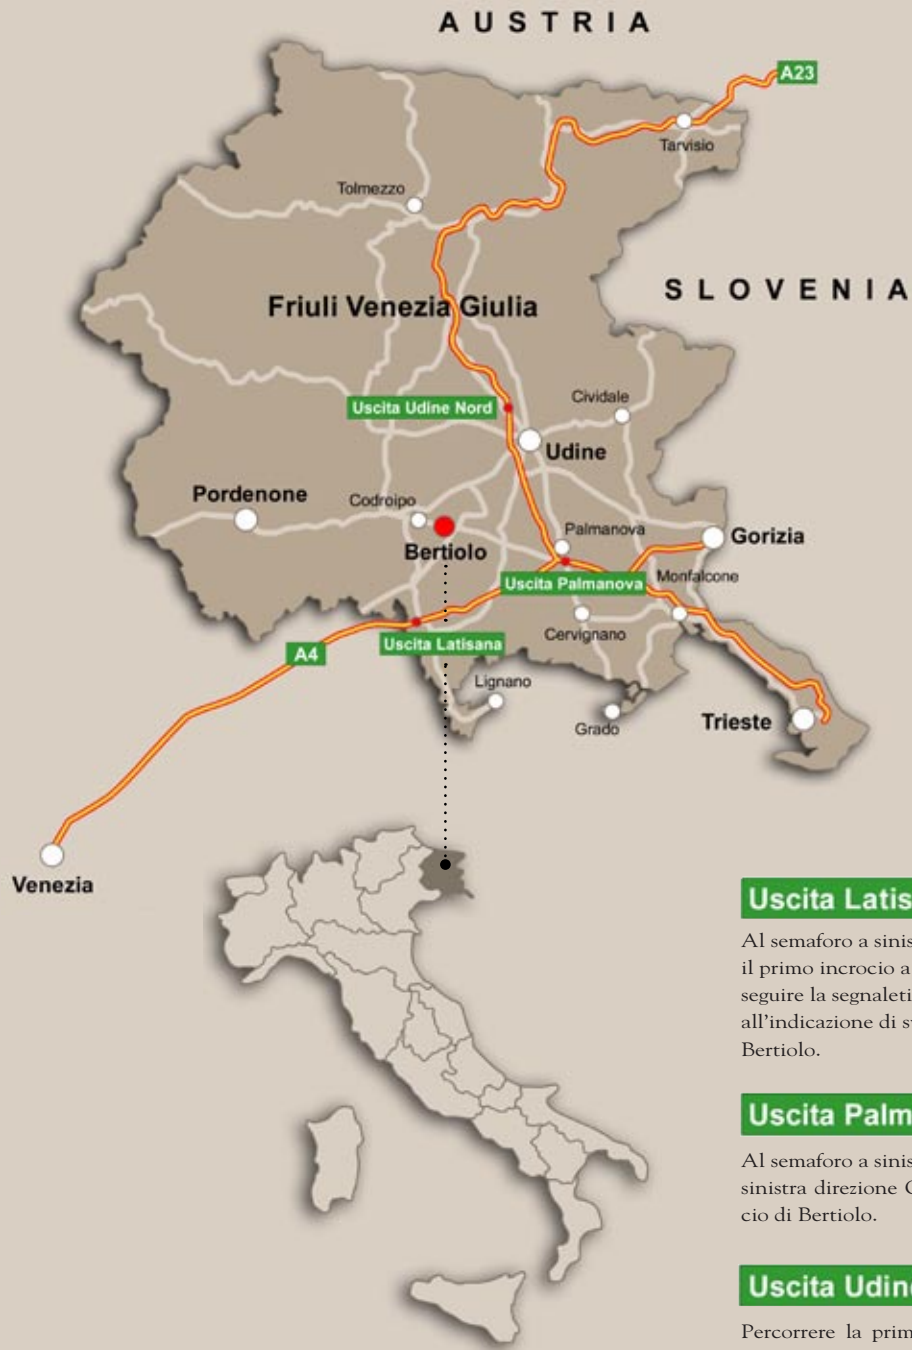 AUSTRIA
A23
Tarvisio
Tolmezzo
SLOVENIA
Friuli Venezia Giulia
Uscita Udine Nord
Cividale
Udine
Pordenone
Codroipo
Bertiolo
Palmanova
Gorizia
Uscita Palmanova
Monfalcone
Cervignano
A4
Uscita Latisana
Lignano
Grado
Trieste
Venezia
Uscita Latis
Al semaforo a sinis
il primo incrocio a
seguire la segnaleti
all'indicazione di s
Bertiolo.
Uscita Palm
Al semaforo a sinis
sinistra direzione
cio di Bertiolo.
Uscita Udin
Percorrere la prim